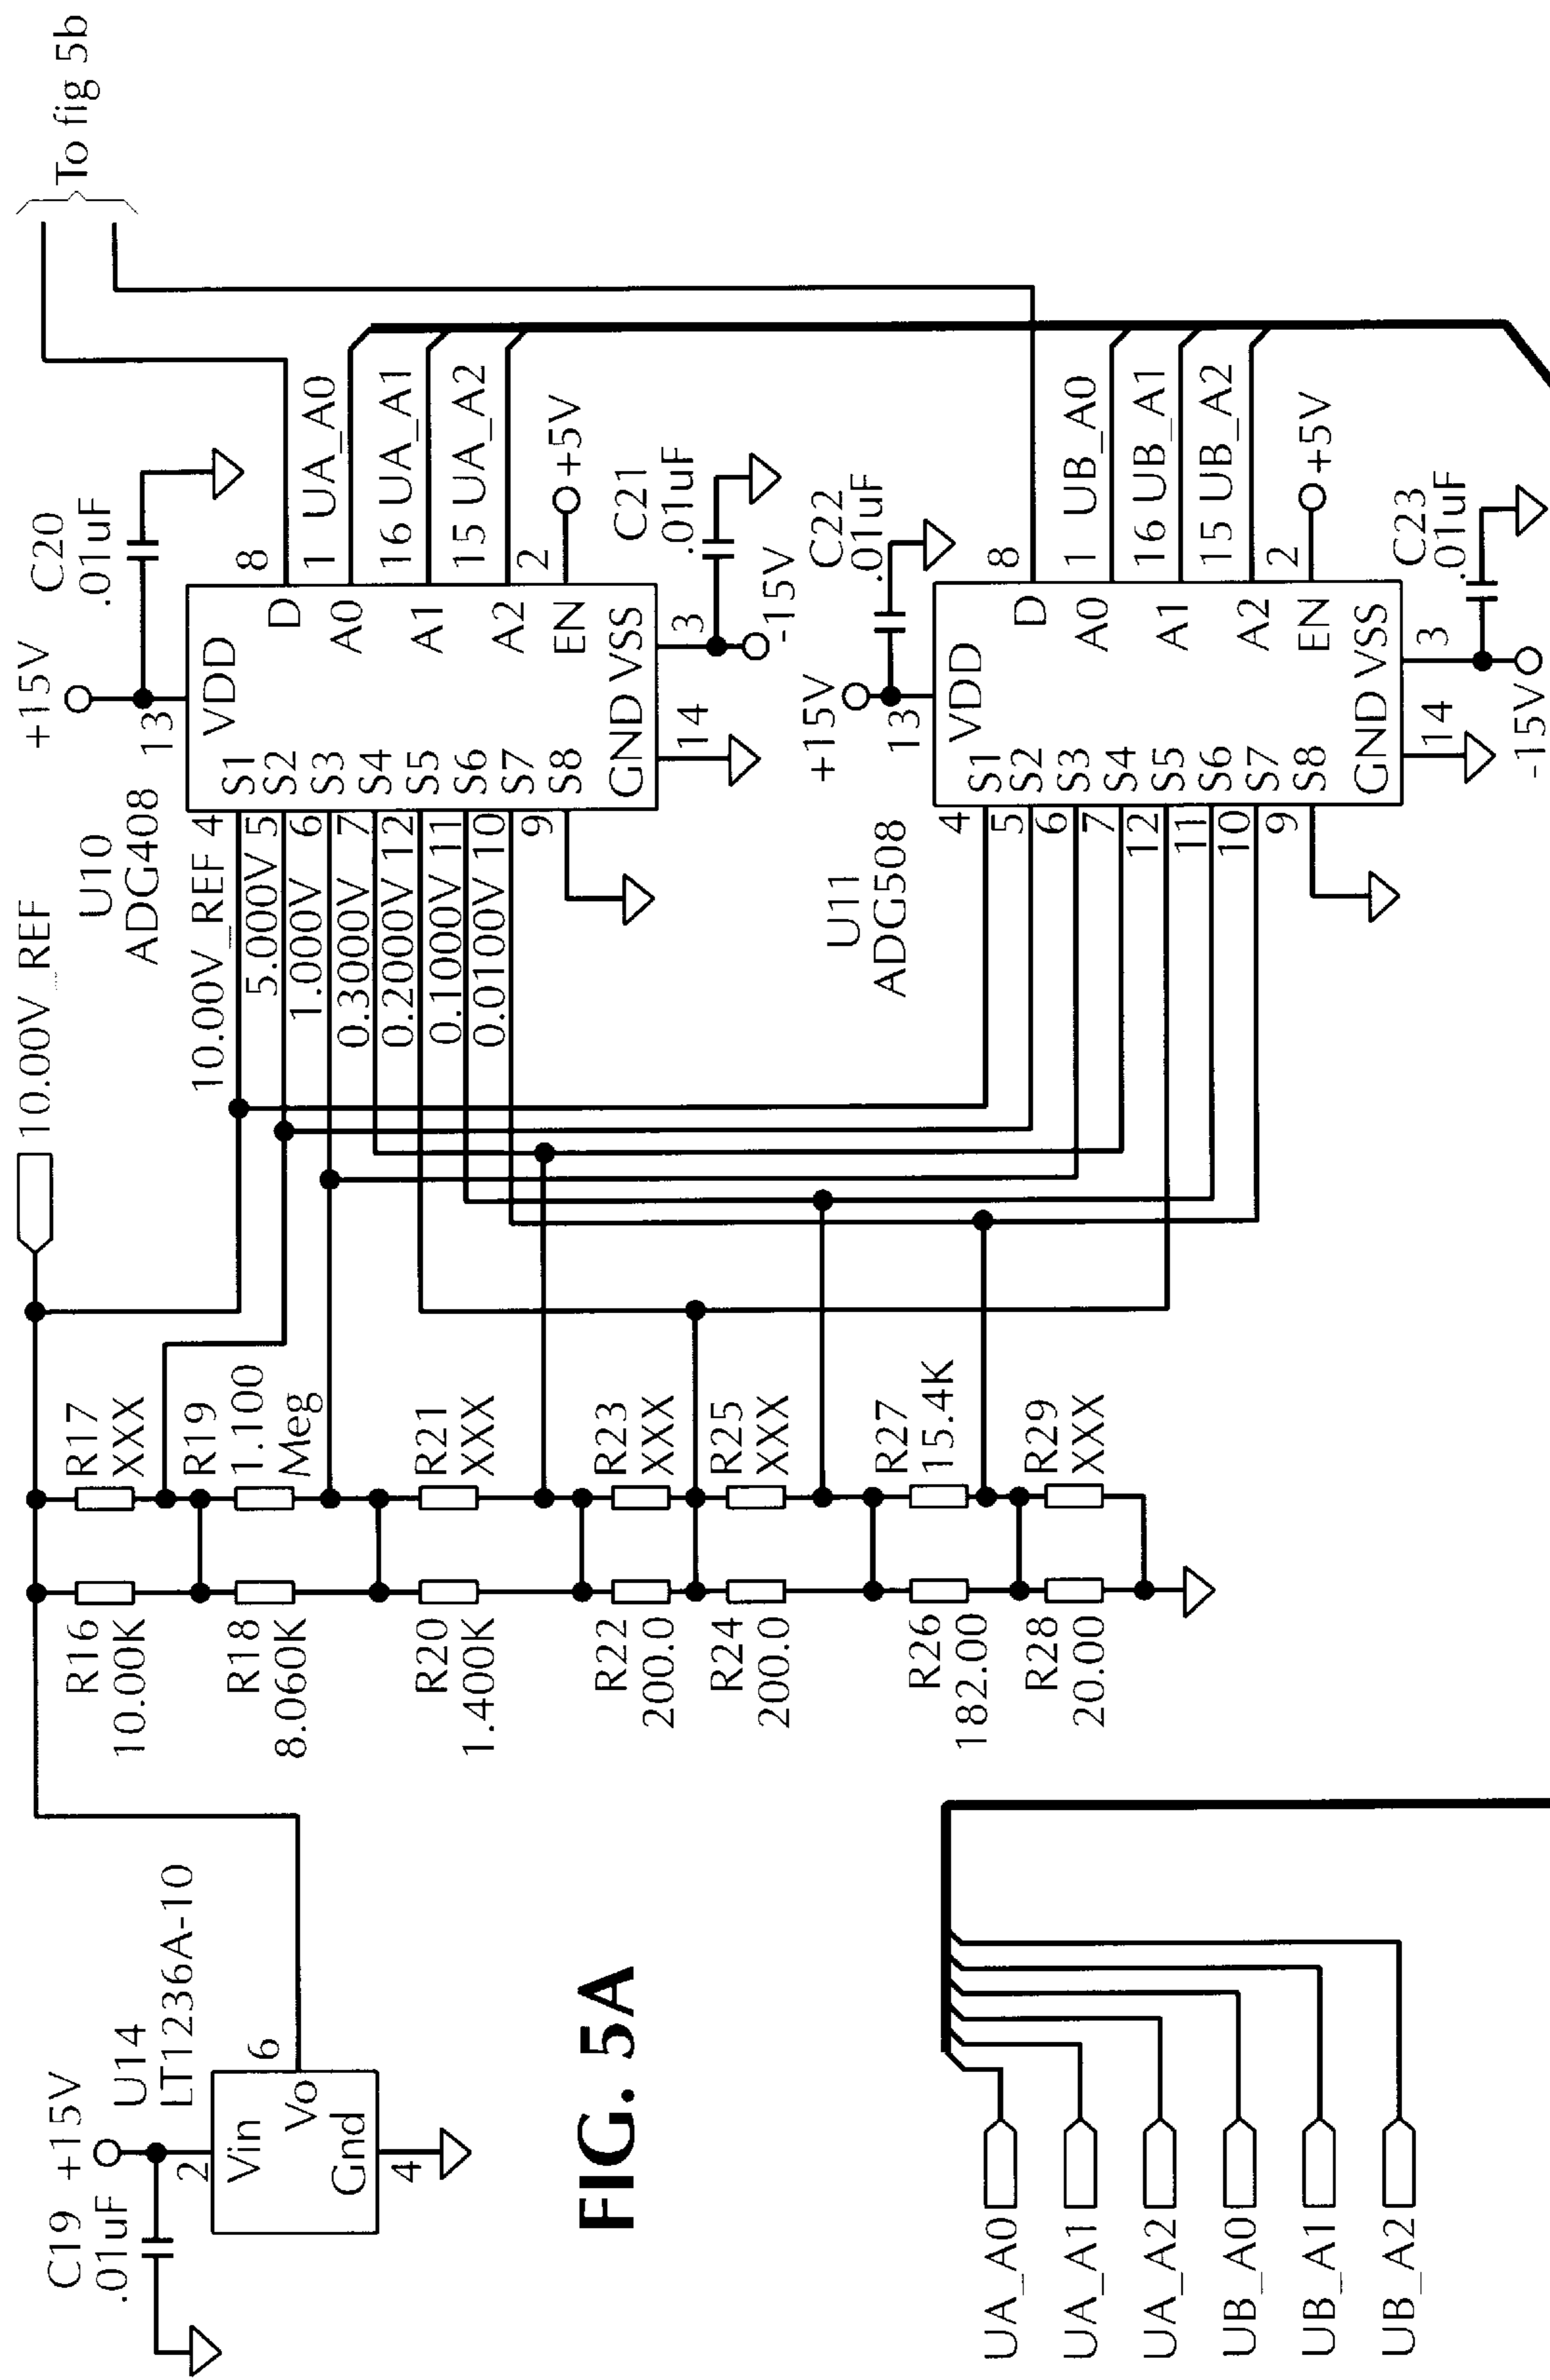 To fig 5b
10.00V_REF
+15V
C20
.01uF
U10
ADG408
13
VDD
10.00V_REF 4
5.000V 5
1.000V 6
0.3000V 7
0.2000V 12
0.1000V 11
0.0100V 10
9
S1
S2
S3
S4
S5
S6
S7
S8
GND
VSS
D
A0
A1
A2
EN
8
1 UA_A0
16 UA_A1
15 UA_A2
2
+5V
14
3
-15V
C21
.01uF
+15V
C22
.01uF
U11
ADG508
13
VDD
4
5
6
7
12
11
10
9
S1
S2
S3
S4
S5
S6
S7
S8
GND
VSS
D
A0
A1
A2
EN
8
1 UB_A0
16 UB_A1
15 UB_A2
2
+5V
14
3
-15V
C23
.01uF
R16
10.00K
R17
XXX
R18
8.060K
R19
1.100
Meg
R20
1.400K
R21
XXX
R22
200.0
R23
XXX
R24
200.0
R25
XXX
R26
182.00
R27
15.4K
R28
20.00
R29
XXX
C19
.01uF
+15V
U14
LT1236A-10
2
Vin
Vo
6
Gnd
4
FIG. 5A
UA_A0
UA_A1
UA_A2
UB_A0
UB_A1
UB_A2